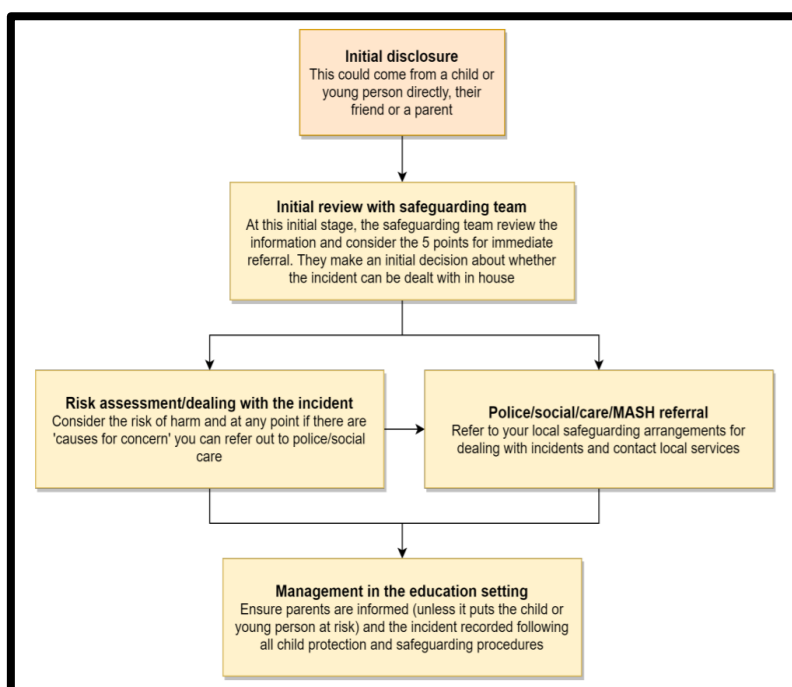 Initial disclosure
This could come from a child or
young person directly, their
friend or a parent
Initial review with safeguarding team
At this initial stage, the safeguarding team review the
information and consider the 5 points for immediate
referral. They make an initial decision about whether
the incident can be dealt with in house
Risk assessment/dealing with the incident
Consider the risk of harm and at any point if there are
'causes for concern' you can refer out to police/social
care
Police/social/care/MASH referral
Refer to your local safeguarding arrangements for
dealing with incidents and contact local services
Management in the education setting
Ensure parents are informed (unless it puts the child or
young person at risk) and the incident recorded following
all child protection and safeguarding procedures